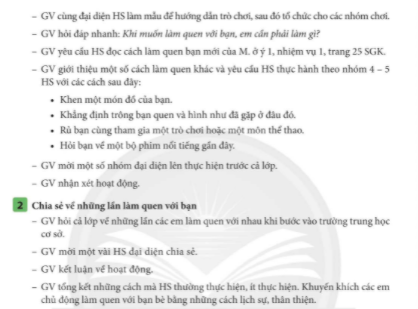 – GV cùng đại diện HS làm mẫu để hướng dẫn trò chơi, sau đó tổ chức cho các nhóm chơi.
– GV hỏi đáp nhanh: Khi muốn làm quen với bạn, em cần phải làm gì?
– GV yêu cầu HS đọc cách làm quen bạn mới của M. ở ý 1, nhiệm vụ 1, trang 25 SGK.
– GV giới thiệu một số cách làm quen khác và yêu cầu HS thực hành theo nhóm 4 – 5
HS với các cách sau đây:
• Khen một món đồ của bạn.
• Khẳng định trông bạn quen và hình như đã gặp ở đâu đó.
• Rủ bạn cùng tham gia một trò chơi hoặc một môn thể thao.
• Hỏi bạn về một bộ phim nổi tiếng gần đây.
– GV mời một số nhóm đại diện lên thực hiện trước cả lớp.
– GV nhận xét hoạt động.
2 Chia sẻ về những lần làm quen với bạn
– GV hỏi cả lớp về những lần các em làm quen với nhau khi bước vào trường trung học
cơ sở.
– GV mời một vài HS đại diện chia sẻ.
– GV kết luận về hoạt động.
– GV tổng kết những cách mà HS thường thực hiện, ít thực hiện. Khuyến khích các em
chủ động làm quen với bạn bè bằng những cách lịch sự, thân thiện.